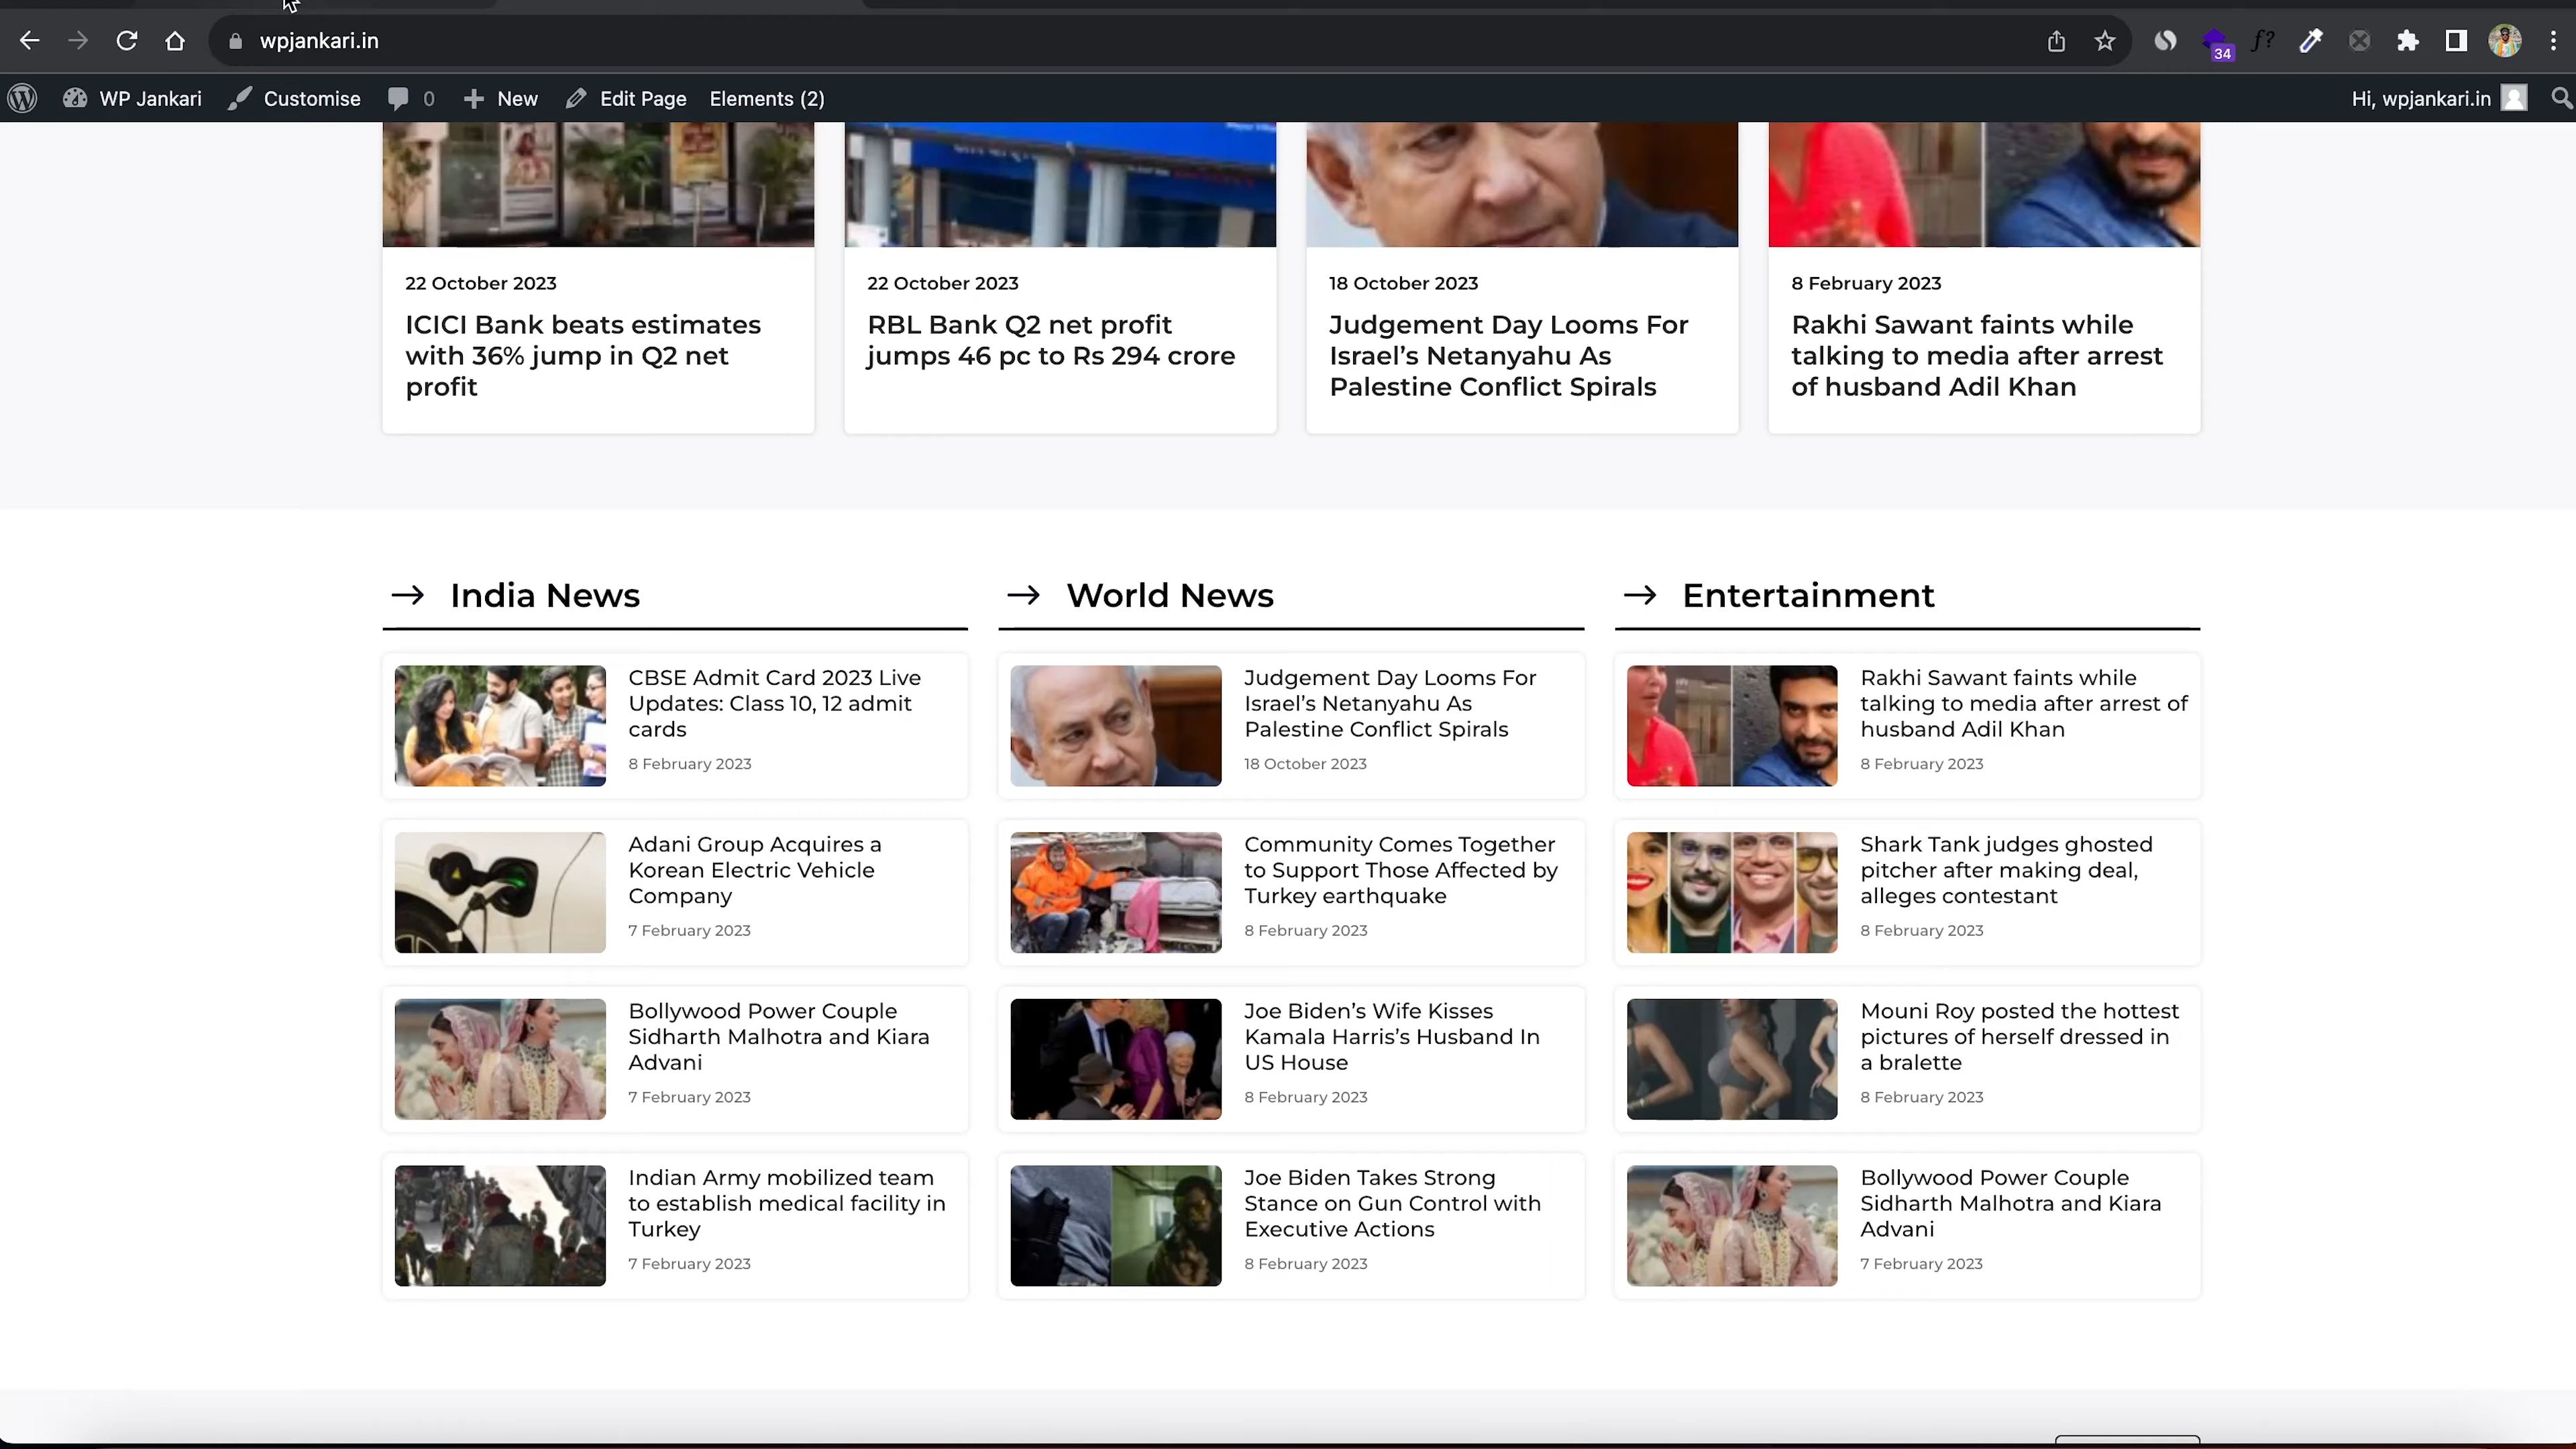 wpjankari.in
34
f?
WP Jankari
Customise
0
New
Edit Page
Elements (2)
Hi, wpjankari.in
22 October 2023
ICICI Bank beats estimates
with 36% jump in Q2 net
profit
22 October 2023
RBL Bank Q2 net profit
jumps 46 pc to Rs 294 crore
18 October 2023
Judgement Day Looms For
Israel’s Netanyahu As
Palestine Conflict Spirals
8 February 2023
Rakhi Sawant faints while
talking to media after arrest
of husband Adil Khan
India News
CBSE Admit Card 2023 Live
Updates: Class 10, 12 admit
cards
8 February 2023
Adani Group Acquires a
Korean Electric Vehicle
Company
7 February 2023
Bollywood Power Couple
Sidharth Malhotra and Kiara
Advani
7 February 2023
Indian Army mobilized team
to establish medical facility in
Turkey
7 February 2023
World News
Judgement Day Looms For
Israel’s Netanyahu As
Palestine Conflict Spirals
18 October 2023
Community Comes Together
to Support Those Affected by
Turkey earthquake
8 February 2023
Joe Biden’s Wife Kisses
Kamala Harris’s Husband In
US House
8 February 2023
Joe Biden Takes Strong
Stance on Gun Control with
Executive Actions
8 February 2023
Entertainment
Rakhi Sawant faints while
talking to media after arrest of
husband Adil Khan
8 February 2023
Shark Tank judges ghosted
pitcher after making deal,
alleges contestant
8 February 2023
Mouni Roy posted the hottest
pictures of herself dressed in
a bralette
8 February 2023
Bollywood Power Couple
Sidharth Malhotra and Kiara
Advani
7 February 2023